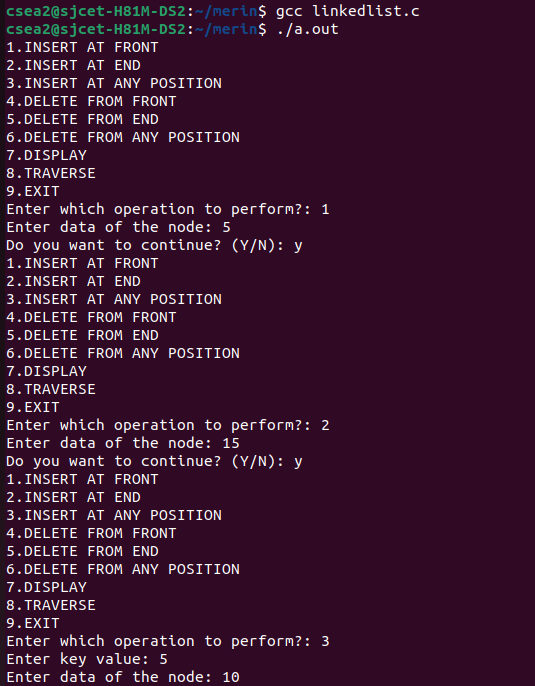 csea2@sjcet-H81M-DS2:~/merin$ gcc linkedlist.c
csea2@sjcet-H81M-DS2:~/merin$ ./a.out
1.INSERT AT FRONT
2.INSERT AT END
3.INSERT AT ANY POSITION
4.DELETE FROM FRONT
5.DELETE FROM END
6.DELETE FROM ANY POSITION
7.DISPLAY
8.TRAVERSE
9.EXIT
Enter which operation to perform?: 1
Enter data of the node: 5
Do you want to continue? (Y/N): y
1.INSERT AT FRONT
2.INSERT AT END
3.INSERT AT ANY POSITION
4.DELETE FROM FRONT
5.DELETE FROM END
6.DELETE FROM ANY POSITION
7.DISPLAY
8.TRAVERSE
9.EXIT
Enter which operation to perform?: 2
Enter data of the node: 15
Do you want to continue? (Y/N): y
1.INSERT AT FRONT
2.INSERT AT END
3.INSERT AT ANY POSITION
4.DELETE FROM FRONT
5.DELETE FROM END
6.DELETE FROM ANY POSITION
7.DISPLAY
8.TRAVERSE
9.EXIT
Enter which operation to perform?: 3
Enter key value: 5
Enter data of the node: 10